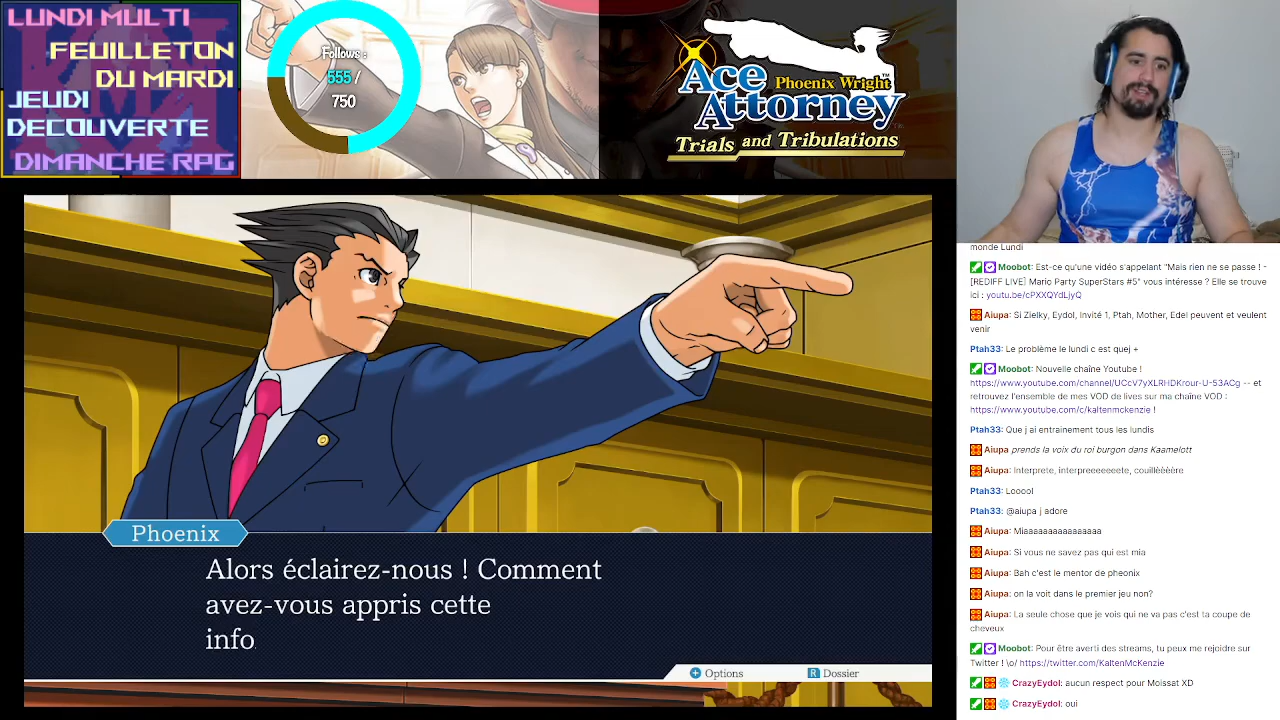 LUNDI MULTI
FEUILLETON
DU MARDI
JEUDI
DECOUVERTE
DIMANCHE RPG
Follows :
555 /
750
Phoenix Wright™
Ace
Attorney
Trials and Tribulations
Phoenix
Alors éclairez-nous ! Comment
avez-vous appris cette
info
Options
R Dossier
monde Lundi
Moobot: Est-ce qu'une vidéo s'appelant "Mais rien ne se passe ! -
[REDIFF LIVE] Mario Party SuperStars #5" vous intéresse ? Elle se trouve
ici : youtu.be/cPXXQYdLjyQ
Aiupa: Si Zielky, Eydol, Invité 1, Ptah, Mother, Edel peuvent et veulent
venir
Ptah33: Le problème le lundi c est quej +
Moobot: Nouvelle chaîne Youtube !
https://www.youtube.com/channel/UCcV7yXLRHDKrour-U-53ACg -- et
retrouvez l'ensemble de mes VOD de lives sur ma chaîne VOD :
https://www.youtube.com/c/kaltenmckenzie !
Ptah33: Que j ai entrainement tous les lundis
Aiupa prends la voix du roi burgon dans Kaamelott
Aiupa: Interprete, interpreeeeeeete, couillèèèère
Ptah33: Looool
Ptah33: @aiupa j adore
Aiupa: Miaaaaaaaaaaaaaaaa
Aiupa: Si vous ne savez pas qui est mia
Aiupa: Bah c'est le mentor de pheonix
Aiupa: on la voit dans le premier jeu non?
Aiupa: La seule chose que je vois qui ne va pas c'est ta coupe de
cheveux
Moobot: Pour être averti des streams, tu peux me rejoindre sur
Twitter ! \o/ https://twitter.com/KaltenMcKenzie
CrazyEydol: aucun respect pour Moissat XD
CrazyEydol: oui